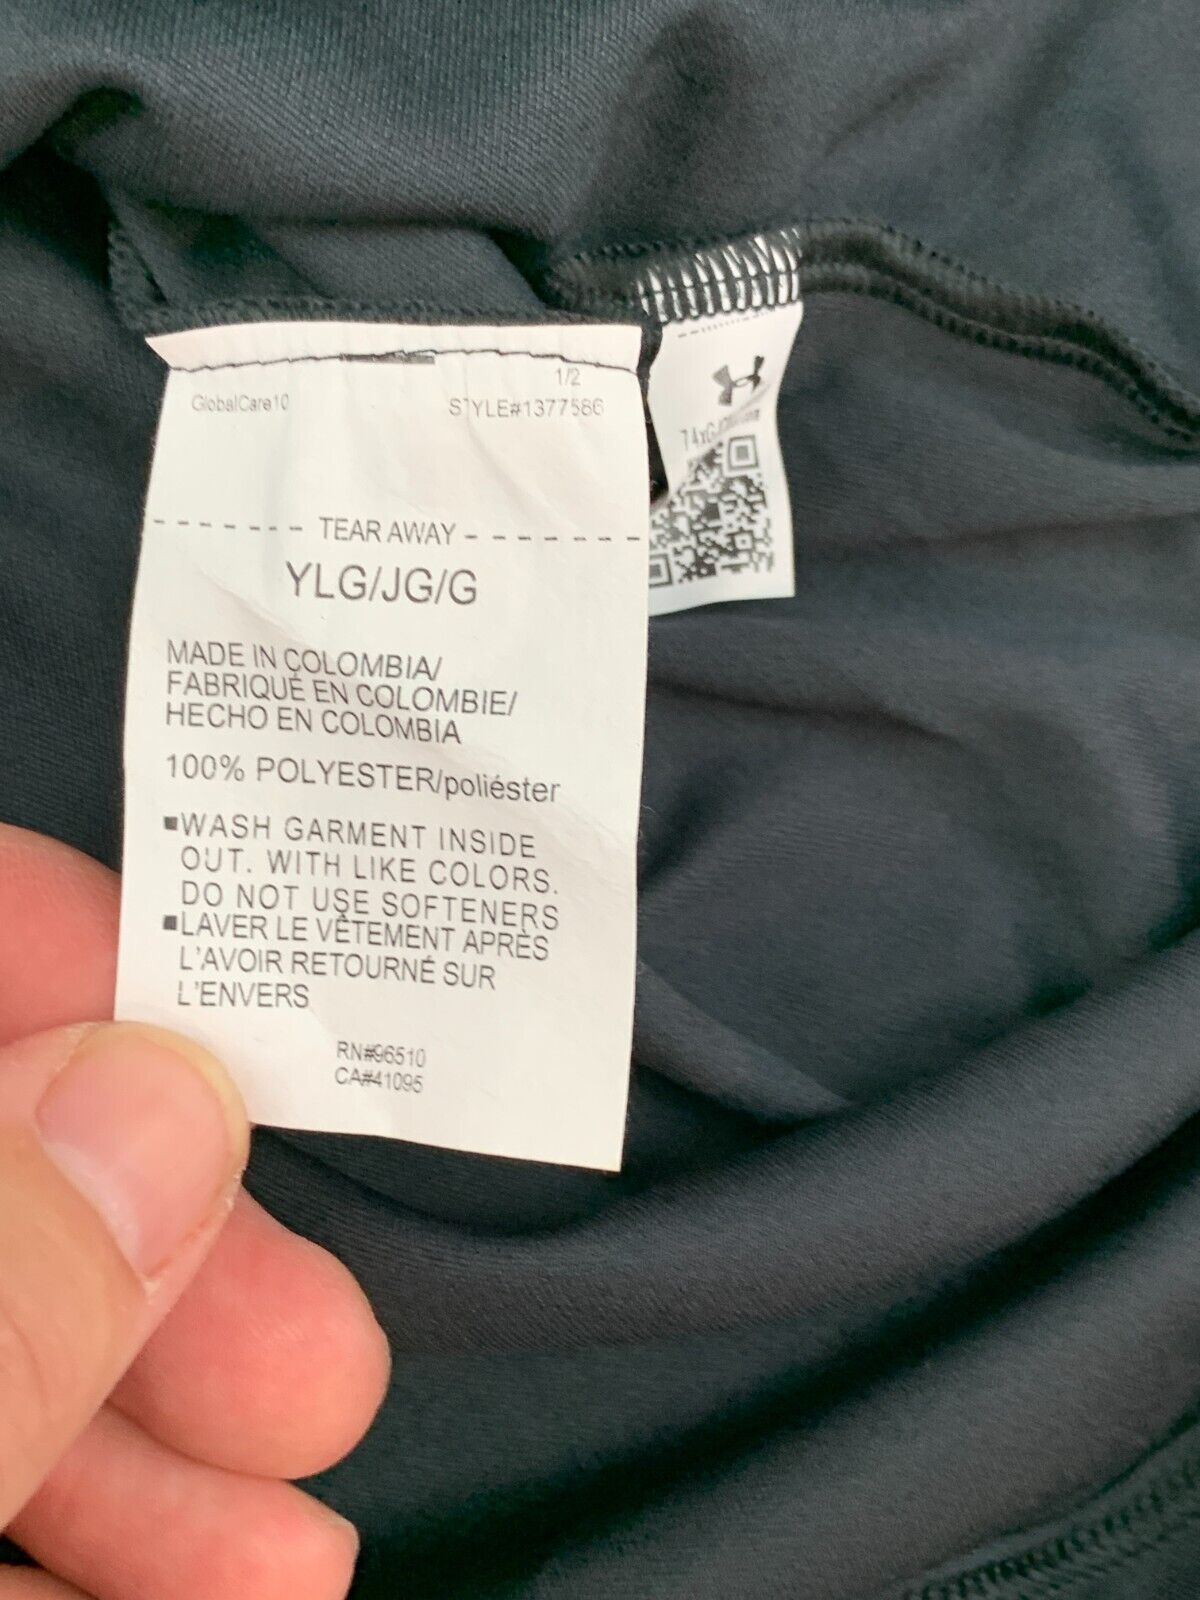 1/2
GlobalCare10 STYLE#1377586
TEAR AWAY
YLG/JG/G
MADE IN COLOMBIA/
FABRIQUÉ EN COLOMBIE/
HECHO EN COLOMBIA
100% POLYESTER/poliéster
▪WASH GARMENT INSIDE
OUT. WITH LIKE COLORS.
DO NOT USE SOFTENERS
▪LAVER LE VÊTEMENT APRÈS
L'AVOIR RETOURNÉ SUR
L'ENVERS
RN#96510
CA#41095